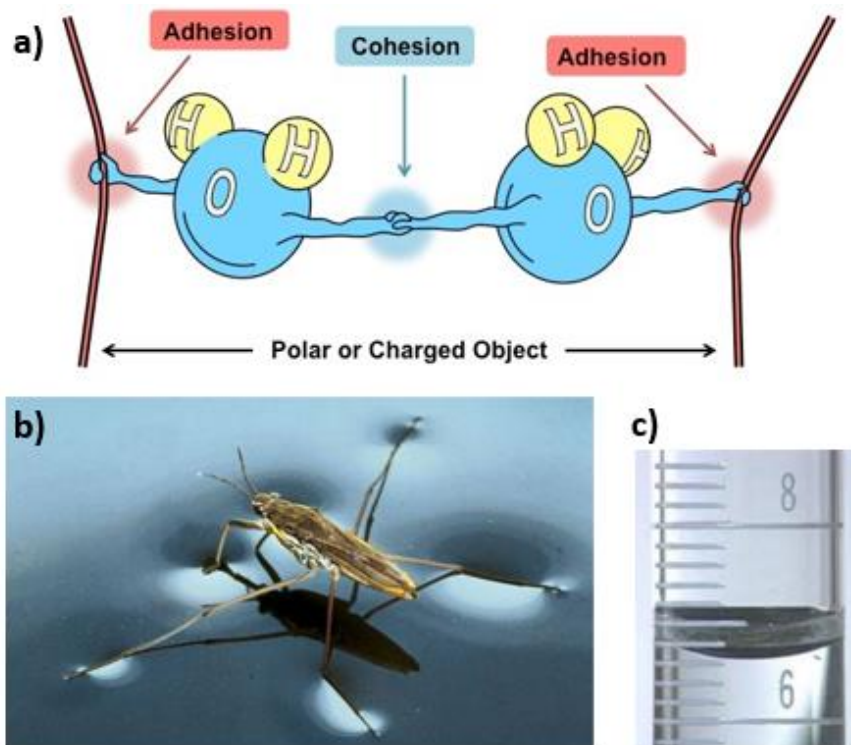 a)
Adhesion
Cohesion
Adhesion
H
H
O
H
H
O
Polar or Charged Object
b)
c)
8
6